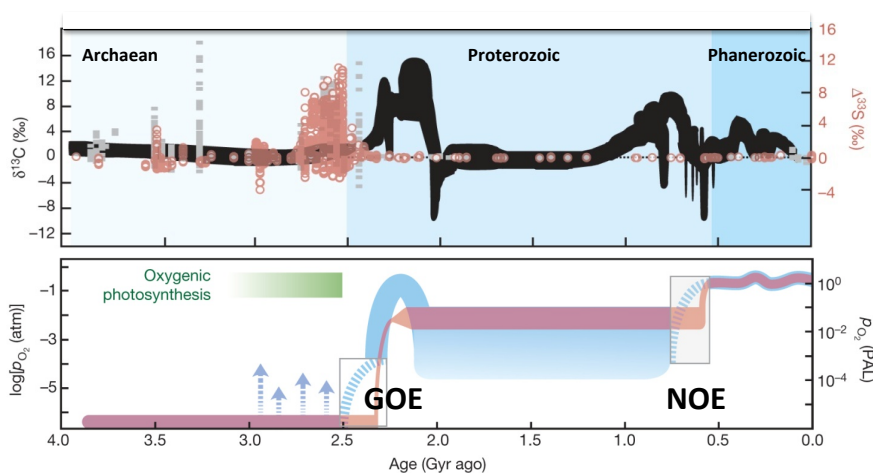 Archaean
Proterozoic
Phanerozoic
16
12
8
4
0
−4
−8
−12
δ¹³C (‰)
16
12
8
4
0
−4
Δ³³S (‰)
Oxygenic
photosynthesis
−1
−3
−5
log[pO₂ (atm)]
10⁰
10⁻²
10⁻⁴
pO₂ (PAL)
GOE
NOE
4.0
3.5
3.0
2.5
2.0
1.5
1.0
0.5
0.0
Age (Gyr ago)